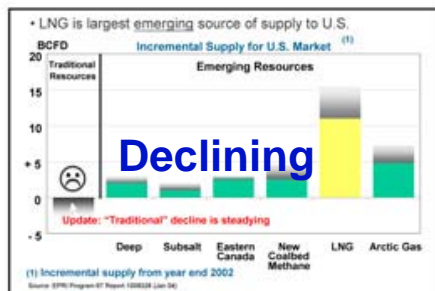 • LNG is largest emerging source of supply to U.S.
BCFD
Incremental Supply for U.S. Market (1)
Traditional
Resources
Emerging Resources
20
15
10
+ 5
0
- 5
Declining
Update: "Traditional" decline is steadying
Deep
Subsalt
Eastern
Canada
New
Coalbed
Methane
LNG
Arctic Gas
(1) Incremental supply from year end 2002